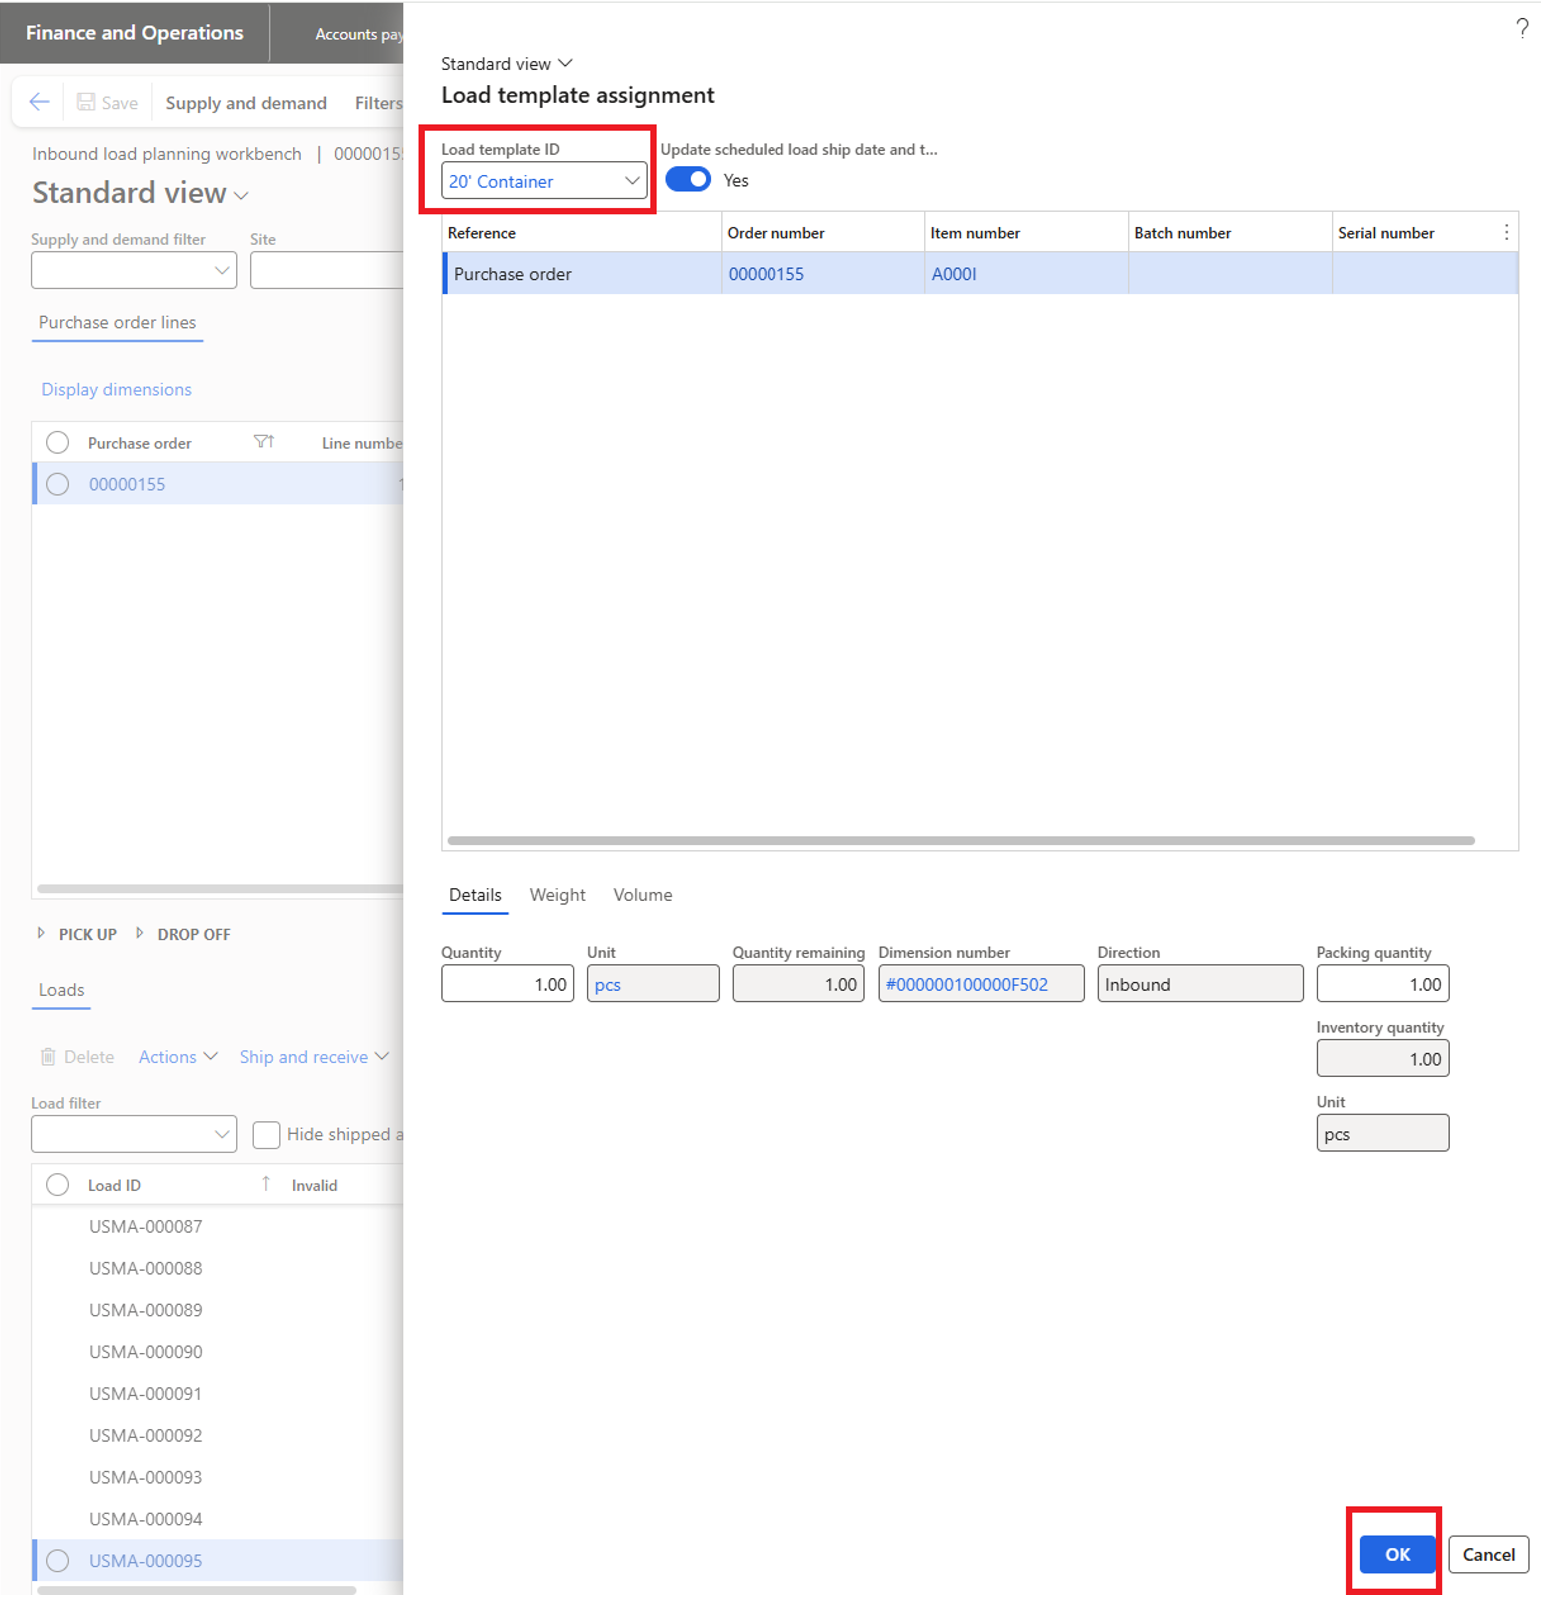 Finance and Operations
Accounts pay
?
Save
Supply and demand
Filters
Inbound load planning workbench | 0000015
Standard view
Supply and demand filter
Site
Purchase order lines
Display dimensions
Purchase order
Line numbe
00000155
1
PICK UP
DROP OFF
Loads
Delete
Actions
Ship and receive
Load filter
Hide shipped a
Load ID
Invalid
USMA-000087
USMA-000088
USMA-000089
USMA-000090
USMA-000091
USMA-000092
USMA-000093
USMA-000094
USMA-000095
Standard view
Load template assignment
Load template ID
20' Container
Update scheduled load ship date and t...
Yes
Reference
Order number
Item number
Batch number
Serial number
Purchase order
00000155
A000I
Details
Weight
Volume
Quantity
1.00
Unit
pcs
Quantity remaining
1.00
Dimension number
#000000100000F502
Direction
Inbound
Packing quantity
1.00
Inventory quantity
1.00
Unit
pcs
OK
Cancel